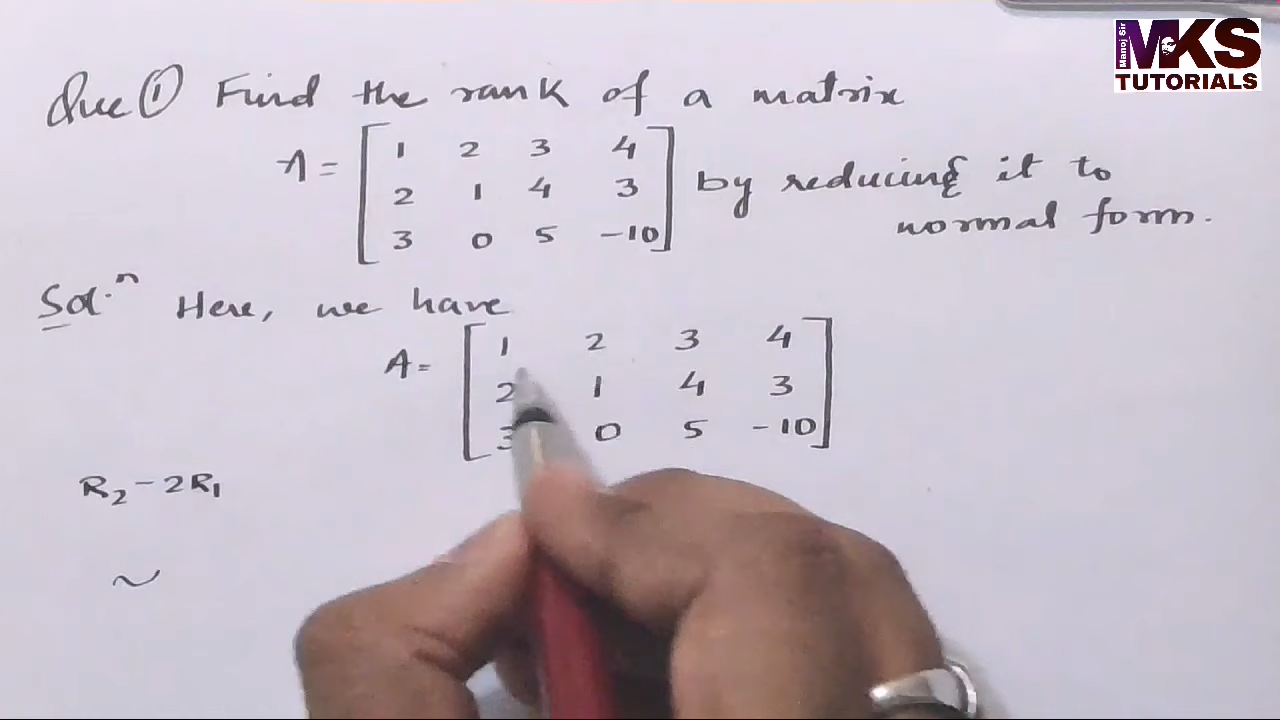 Manoj Sir
MKS
TUTORIALS
Que ① Find the rank of a matrix
A = [1 2 3 4
2 1 4 3
3 0 5 -10] by reducing it to
normal form.
Sol.ⁿ Here, we have
A = [1 2 3 4
2 1 4 3
3 0 5 -10]
R₂ - 2R₁
~